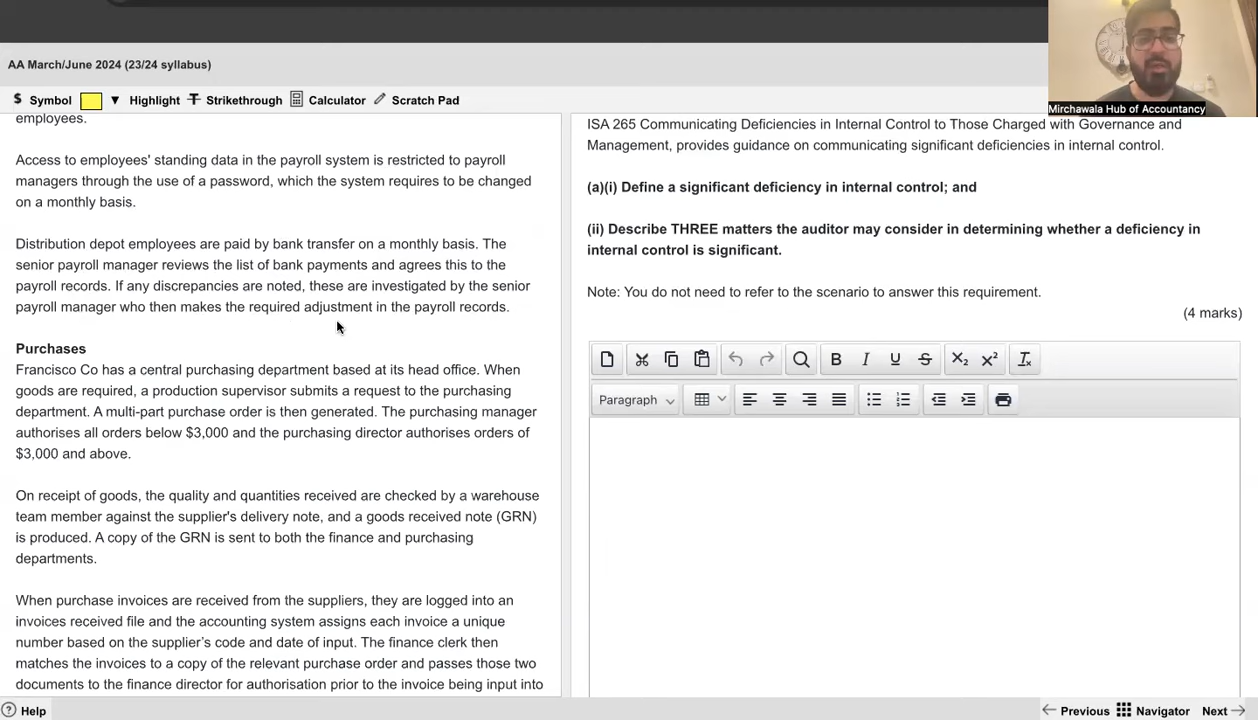 AA March/June 2024 (23/24 syllabus)
Mirchawala Hub of Accountancy
$ Symbol ▼ Highlight T Strikethrough Calculator Scratch Pad
employees.
Access to employees' standing data in the payroll system is restricted to payroll
managers through the use of a password, which the system requires to be changed
on a monthly basis.
Distribution depot employees are paid by bank transfer on a monthly basis. The
senior payroll manager reviews the list of bank payments and agrees this to the
payroll records. If any discrepancies are noted, these are investigated by the senior
payroll manager who then makes the required adjustment in the payroll records.
Purchases
Francisco Co has a central purchasing department based at its head office. When
goods are required, a production supervisor submits a request to the purchasing
department. A multi-part purchase order is then generated. The purchasing manager
authorises all orders below $3,000 and the purchasing director authorises orders of
$3,000 and above.
On receipt of goods, the quality and quantities received are checked by a warehouse
team member against the supplier's delivery note, and a goods received note (GRN)
is produced. A copy of the GRN is sent to both the finance and purchasing
departments.
When purchase invoices are received from the suppliers, they are logged into an
invoices received file and the accounting system assigns each invoice a unique
number based on the supplier’s code and date of input. The finance clerk then
matches the invoices to a copy of the relevant purchase order and passes those two
documents to the finance director for authorisation prior to the invoice being input into
ISA 265 Communicating Deficiencies in Internal Control to Those Charged with Governance and
Management, provides guidance on communicating significant deficiencies in internal control.
(a)(i) Define a significant deficiency in internal control; and
(ii) Describe THREE matters the auditor may consider in determining whether a deficiency in
internal control is significant.
Note: You do not need to refer to the scenario to answer this requirement.
(4 marks)
B I U S X₂ X² Tx
Paragraph
Help
Previous Navigator Next